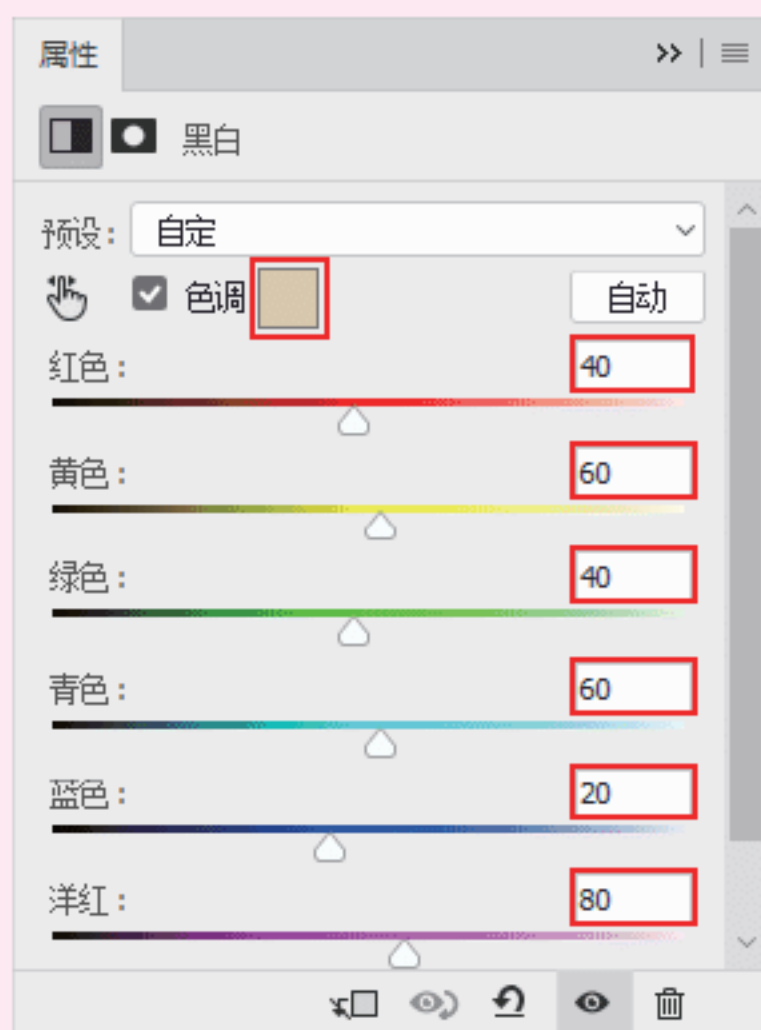 属性
黑白
预设： 自定
色调 自动
红色： 40
黄色： 60
绿色： 40
青色： 60
蓝色： 20
洋红： 80